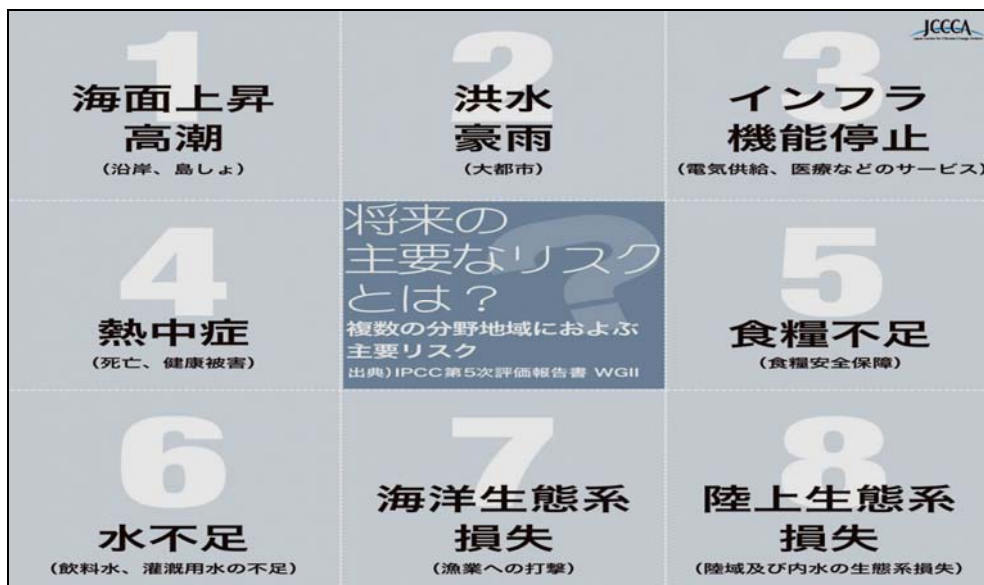 JCCCA
1
海面上昇
高潮
(沿岸、島しょ)
2
洪水
豪雨
(大都市)
3
インフラ
機能停止
(電気供給、医療などのサービス)
4
熱中症
(死亡、健康被害)
将来の
主要なリスク
とは?
複数の分野地域におよぶ
主要リスク
出典)IPCC第5次評価報告書 WGII
5
食糧不足
(食糧安全保障)
6
水不足
(飲料水、灌漑用水の不足)
7
海洋生態系
損失
(漁業への打撃)
8
陸上生態系
損失
(陸域及び内水の生態系損失)